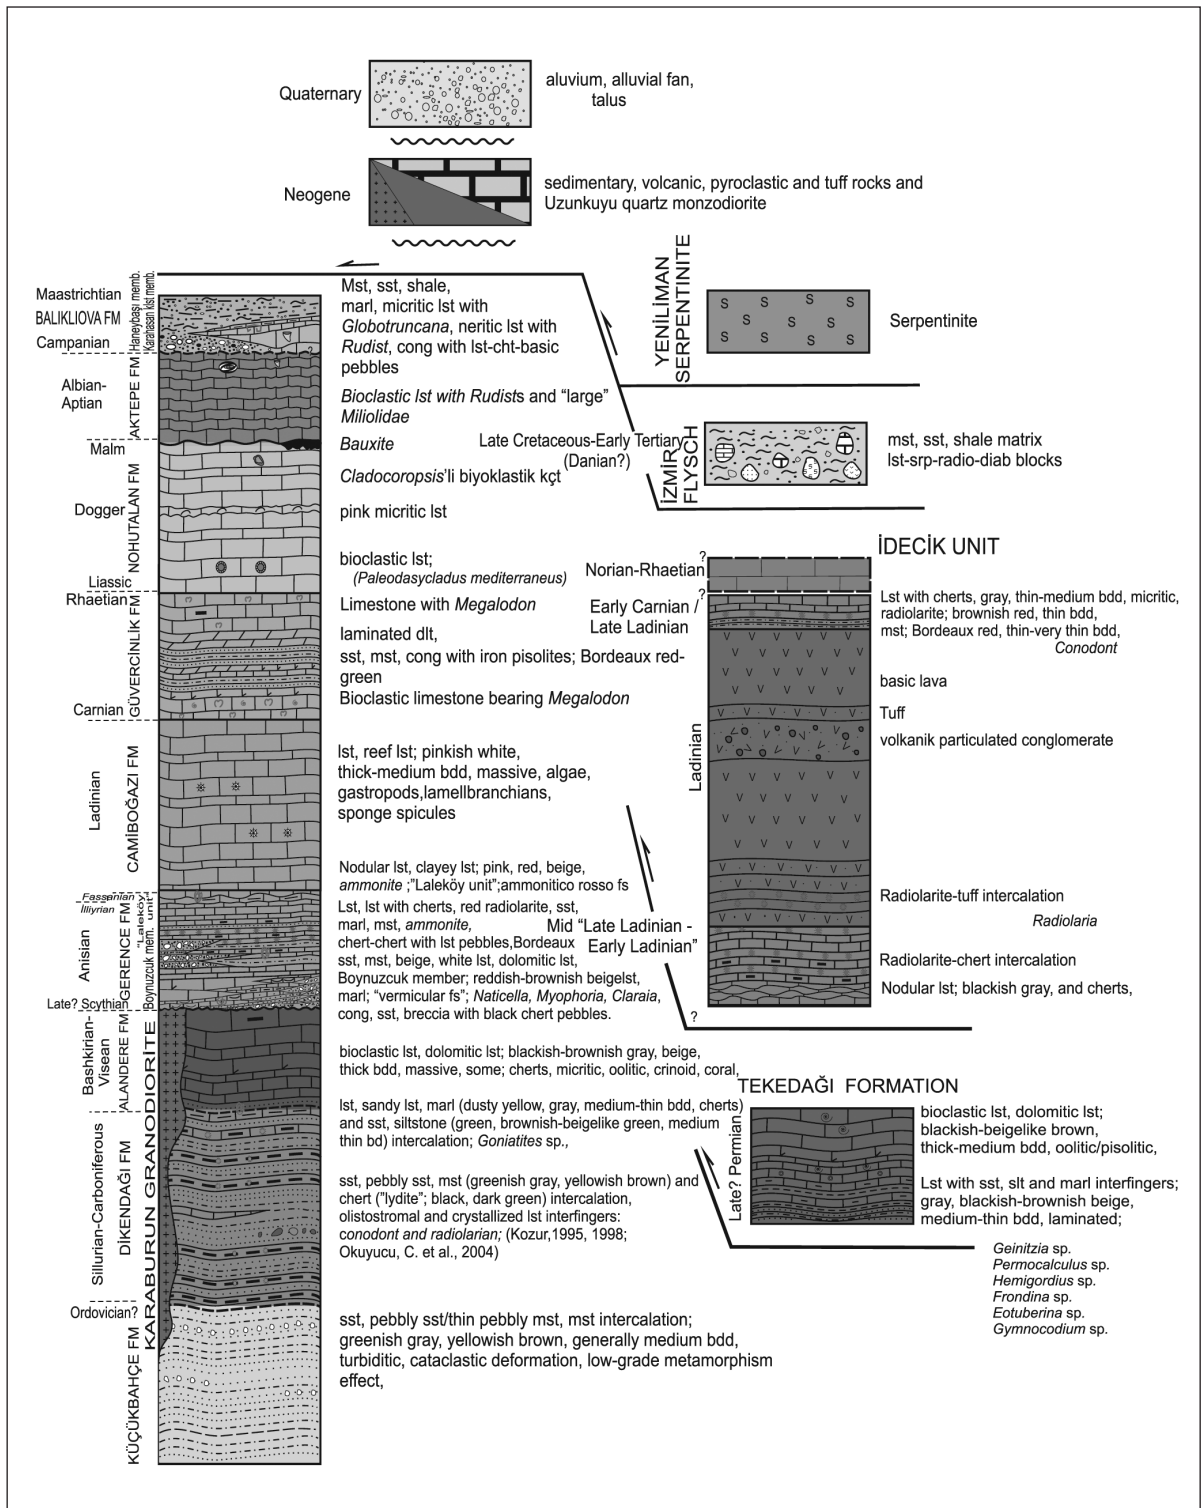 Quaternary
aluvium, alluvial fan,
talus
Neogene
sedimentary, volcanic, pyroclastic and tuff rocks and
Uzunkuyu quartz monzodiorite
Maastrichtian
BALIKLIOVA FM
Campanian
Haneybaşı memb.
Karahasan kist memb.
Mst, sst, shale,
marl, micritic lst with
Globotruncana, neritic lst with
Rudist, cong with lst-cht-basic
pebbles
?
YENİLİMAN
SERPENTINITE
S S S
S S S
S S S
Serpentinite
Albian-
Aptian
AKTEPE FM
Bioclastic lst with Rudists and “large”
Miliolidae
Late Cretaceous-Early Tertiary
(Danian?)
İZMİR
FLYSCH
mst, sst, shale matrix
lst-srp-radio-diab blocks
Malm
Dogger
Liassic
NOHUTALAN FM
Bauxite
Cladocoropsis'li biyoklastik kçt
pink micritic lst
bioclastic lst;
(Paleodasycladus mediterraneus)
Rhaetian
Carnian
GÜVERCİNLİK FM
Limestone with Megalodon
laminated dlt,
sst, mst, cong with iron pisolites; Bordeaux red-
green
Bioclastic limestone bearing Megalodon
Ladinian
CAMİBOĞAZI FM
lst, reef lst; pinkish white,
thick-medium bdd, massive, algae,
gastropods,lamellbranchians,
sponge spicules
İDECİK UNIT
?
Norian-Rhaetian
?
Early Carnian /
Late Ladinian
Lst with cherts, gray, thin-medium bdd, micritic,
radiolarite; brownish red, thin bdd,
mst; Bordeaux red, thin-very thin bdd,
Conodont
Ladinian
basic lava
Tuff
volkanik particulated conglomerate
Radiolarite-tuff intercalation
Radiolaria
Radiolarite-chert intercalation
Nodular lst; blackish gray, and cherts,
Mid “Late Ladinian -
Early Ladinian”
?
Fassanian
İlliyrian
Anisian
Late? Scythian
GERENCE FM
Boynuzcuk mem.
"Laleköy unit"
Nodular lst, clayey lst; pink, red, beige,
ammonite ;”Laleköy unit”;ammonitico rosso fs
Lst, lst with cherts, red radiolarite, sst,
marl, mst, ammonite,
chert-chert with lst pebbles,Bordeaux
sst, mst, beige, white lst, dolomitic lst,
Boynuzcuk member; reddish-brownish beigelst,
marl; “vermicular fs”; Naticella, Myophoria, Claraia,
cong, sst, breccia with black chert pebbles.
Bashkirian-
Visean
ALANDERE FM
KARABURUN GRANODIORITE
bioclastic lst, dolomitic lst; blackish-brownish gray, beige,
thick bdd, massive, some; cherts, micritic, oolitic, crinoid, coral,
Sillurian-Carboniferous
DİKENDAĞI FM
lst, sandy lst, marl (dusty yellow, gray, medium-thin bdd, cherts)
and sst, siltstone (green, brownish-beigelike green, medium
thin bd) intercalation; Goniatites sp.,
sst, pebbly sst, mst (greenish gray, yellowish brown) and
chert ("lydite"; black, dark green) intercalation,
olistostromal and crystallized lst interfingers:
conodont and radiolarian; (Kozur,1995, 1998;
Okuyucu, C. et al., 2004)
TEKEDAĞI FORMATION
Late? Permian
bioclastic lst, dolomitic lst;
blackish-beigelike brown,
thick-medium bdd, oolitic/pisolitic,
Lst with sst, slt and marl interfingers;
gray, blackish-brownish beige,
medium-thin bdd, laminated;
Geinitzia sp.
Permocalculus sp.
Hemigordius sp.
Frondina sp.
Eotuberina sp.
Gymnocodium sp.
Ordovician?
KÜÇÜKBAHÇE FM
sst, pebbly sst/thin pebbly mst, mst intercalation;
greenish gray, yellowish brown, generally medium bdd,
turbiditic, cataclastic deformation, low-grade metamorphism
effect,